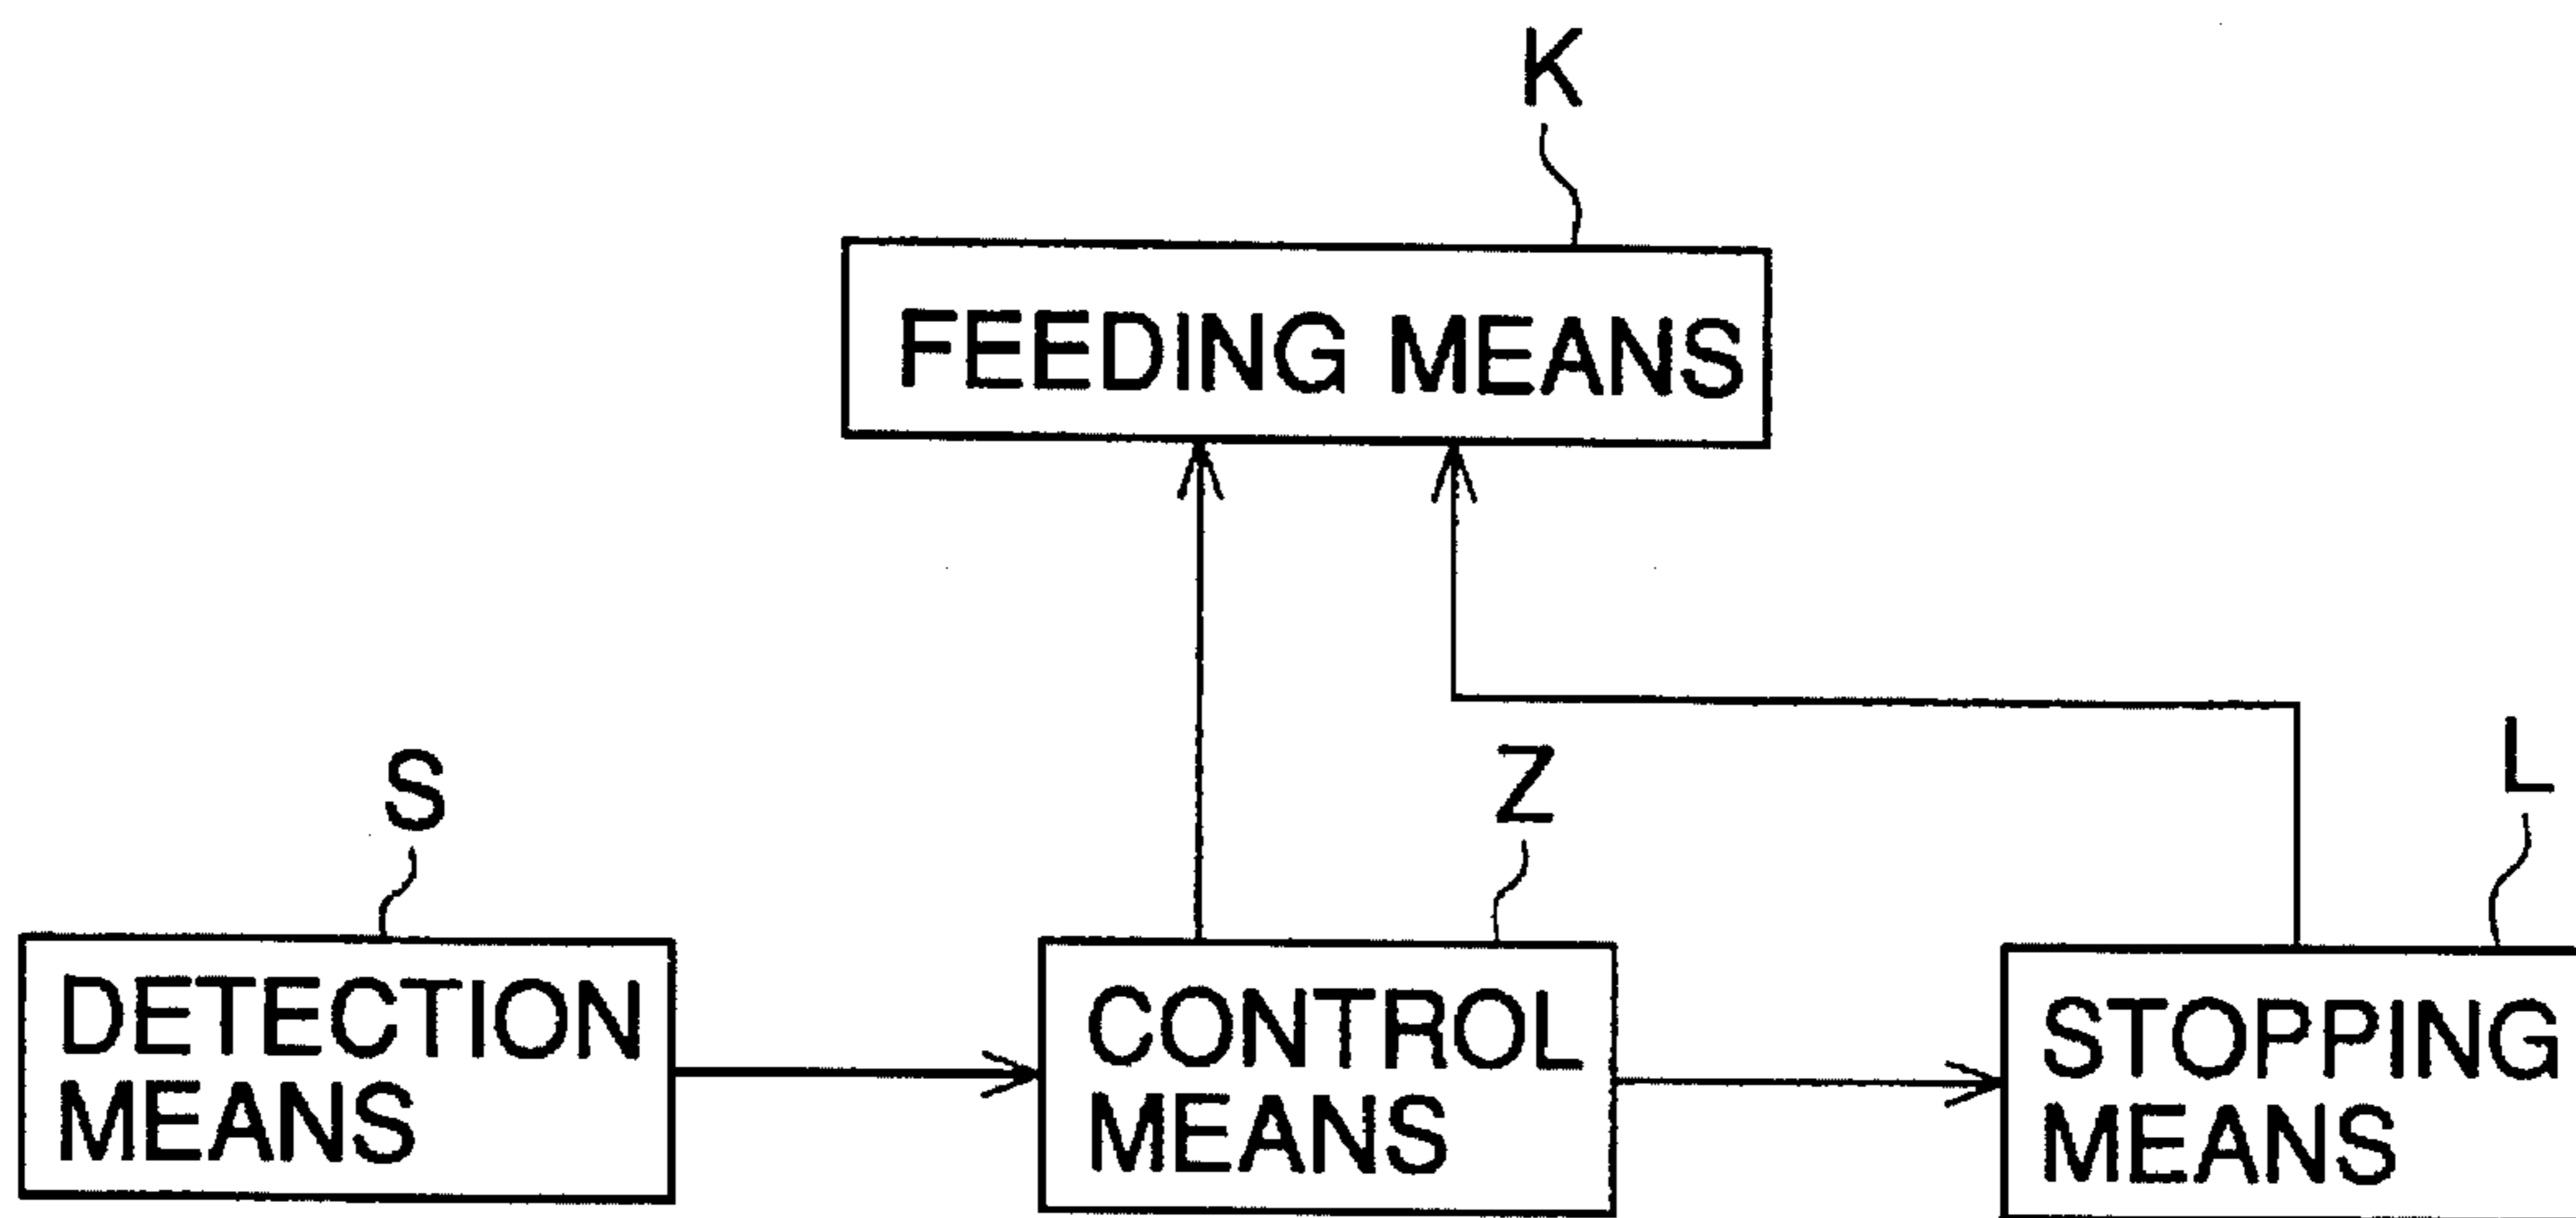 K
FEEDING MEANS
S
Z
L
DETECTION
MEANS
CONTROL
MEANS
STOPPING
MEANS